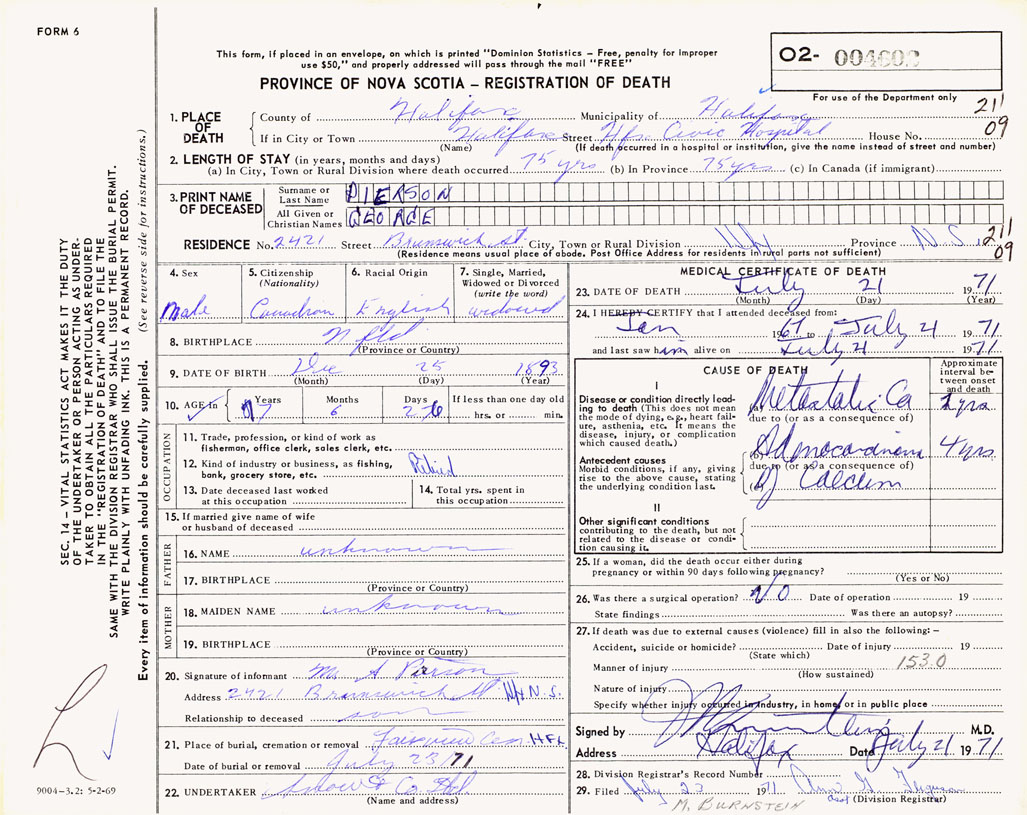 FORM 6
This form, if placed in an envelope, on which is printed "Dominion Statistics – Free, penalty for improper
use $50," and properly addressed will pass through the mail "FREE"
O2- 004602
PROVINCE OF NOVA SCOTIA – REGISTRATION OF DEATH
For use of the Department only
211
09
1. PLACE OF DEATH
County of Halifax Municipality of Halifax
If in City or Town Halifax Street Hfx Civic Hospital House No.
(Name) (If death occurred in a hospital or institution, give the name instead of street and number)
2. LENGTH OF STAY (in years, months and days)
(a) In City, Town or Rural Division where death occurred 75 yrs (b) In Province 75 yrs (c) In Canada (if immigrant)
3. PRINT NAME OF DECEASED
Surname or Last Name PIERSON
All Given or Christian Names GEORGE
RESIDENCE No. 2421 Street Brunswick St City, Town or Rural Division Hfx Province N.S. 211
09
(Residence means usual place of abode. Post Office Address for residents in rural parts not sufficient)
4. Sex
male
5. Citizenship
(Nationality)
Canadian
6. Racial Origin
English
7. Single, Married,
Widowed or Divorced
(write the word)
widowed
8. BIRTHPLACE Nfld
(Province or Country)
9. DATE OF BIRTH Dec 25 1893
(Month) (Day) (Year)
10. AGE in Years Months Days If less than one day old
77 6 26 hrs. or min.
OCCUPATION
11. Trade, profession, or kind of work as
fisherman, office clerk, sales clerk, etc.
12. Kind of industry or business, as fishing,
bank, grocery store, etc. Retired
13. Date deceased last worked
at this occupation
14. Total yrs. spent in
this occupation
15. If married give name of wife
or husband of deceased
FATHER
16. NAME unknown
17. BIRTHPLACE
(Province or Country)
MOTHER
18. MAIDEN NAME unknown
19. BIRTHPLACE
(Province or Country)
20. Signature of informant Mr A Pierson
Address 2421 Brunswick St Hfx N.S.
Relationship to deceased son
21. Place of burial, cremation or removal Fairview Cem HFX
Date of burial or removal July 23/71
22. UNDERTAKER Snow & Co. Ltd
(Name and address)
MEDICAL CERTIFICATE OF DEATH
23. DATE OF DEATH July 21 1971
(Month) (Day) (Year)
24. I HEREBY CERTIFY that I attended deceased from:
Jan 1967 to July 21 1971
and last saw him alive on July 21 1971
CAUSE OF DEATH
Approximate interval between onset and death
I
Disease or condition directly leading to death (This does not mean the mode of dying, e.g., heart failure, asthenia, etc. It means the disease, injury, or complication which caused death.)
(a) Metastatic Ca
due to (or as a consequence of)
Antecedent causes
Morbid conditions, if any, giving rise to the above cause, stating the underlying condition last.
(b) Adenocarcinoma 4 yrs
due to (or as a consequence of)
II
Other significant conditions
contributing to the death, but not related to the disease or condition causing it.
25. If a woman, did the death occur either during
pregnancy or within 90 days following pregnancy?
(Yes or No)
26. Was there a surgical operation? NO Date of operation 19
State findings Was there an autopsy?
27. If death was due to external causes (violence) fill in also the following: –
Accident, suicide or homicide? Date of injury 19
(State which)
Manner of injury 153.0
(How sustained)
Nature of injury
Specify whether injury occurred in industry, in home, or in public place
Signed by M.D.
Address Halifax Date July 21 1971
28. Division Registrar's Record Number
29. Filed July 23 1971
(Division Registrar)
M. BURNSTEIN
SEC. 14 – VITAL STATISTICS ACT MAKES IT THE DUTY
OF THE UNDERTAKER OR PERSON ACTING AS UNDER-
TAKER TO OBTAIN ALL THE PARTICULARS REQUIRED
IN THE "REGISTRATION OF DEATH" AND TO FILE THE
SAME WITH THE DIVISION REGISTRAR WHO SHALL ISSUE THE BURIAL PERMIT.
WRITE PLAINLY WITH UNFADING INK. THIS IS A PERMANENT RECORD.
Every item of information should be carefully supplied. (See reverse side for instructions.)
9004-3.2: 5-2-69